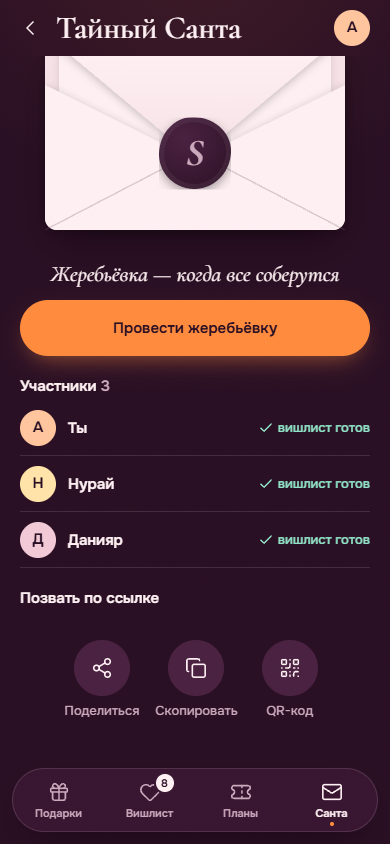 Тайный Санта
А
S
Жеребьёвка — когда все соберутся
Провести жеребьёвку
Участники 3
А Ты вишлист готов
Н Нурай вишлист готов
Д Данияр вишлист готов
Позвать по ссылке
Поделиться Скопировать QR-код
8
Подарки Вишлист Планы Санта